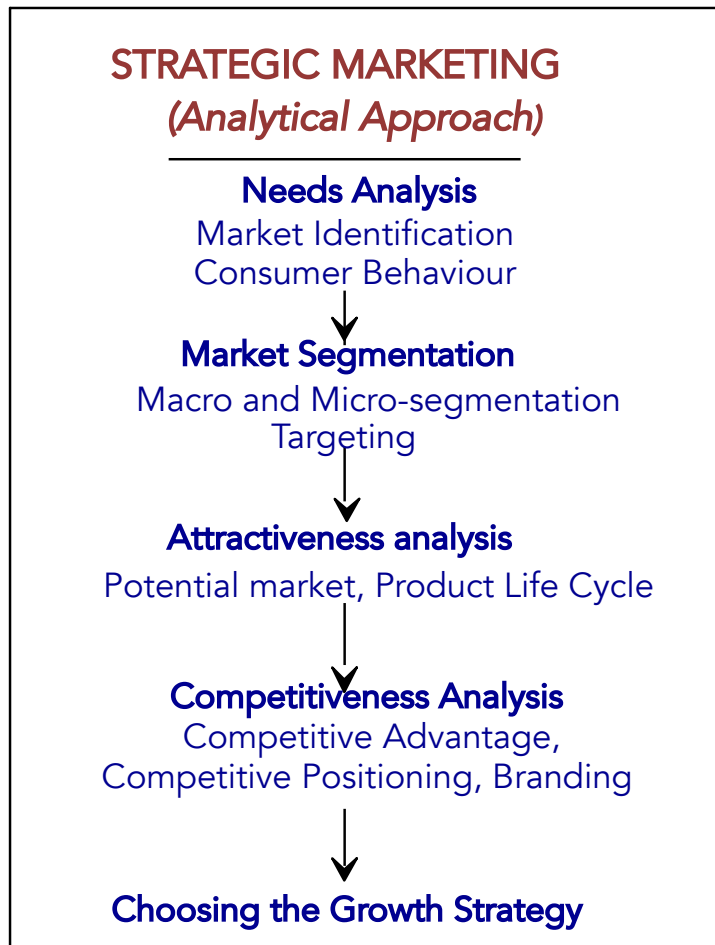 STRATEGIC MARKETING
(Analytical Approach)
Needs Analysis
Market Identification
Consumer Behaviour
Market Segmentation
Macro and Micro-segmentation
Targeting
Attractiveness analysis
Potential market, Product Life Cycle
Competitiveness Analysis
Competitive Advantage,
Competitive Positioning, Branding
Choosing the Growth Strategy